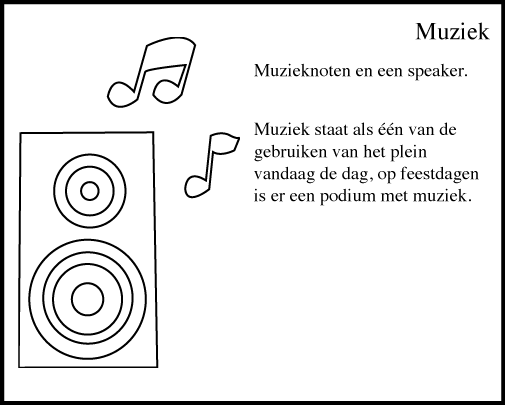 Muziek
Muzieknoten en een speaker.
Muziek staat als één van de
gebruiken van het plein
vandaag de dag, op feestdagen
is er een podium met muziek.